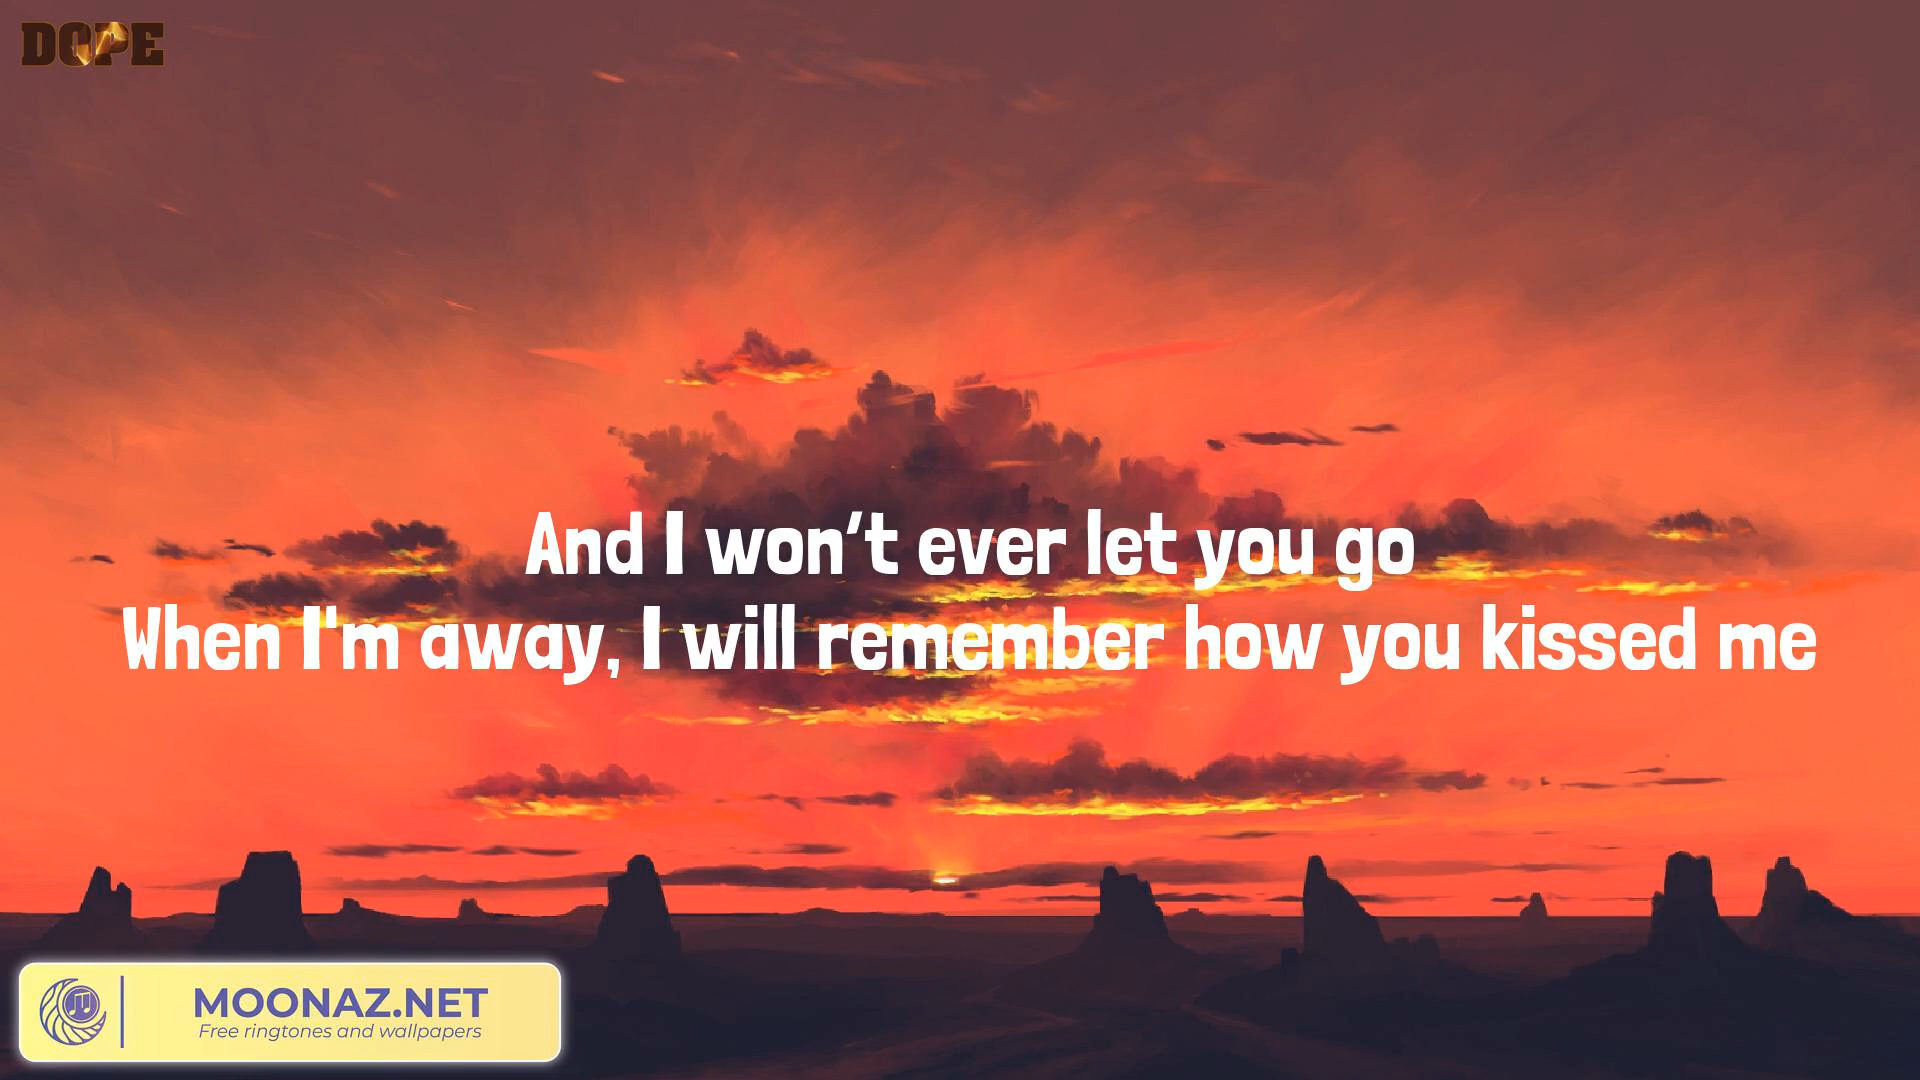 DOPE
And I won’t ever let you go
When I'm away, I will remember how you kissed me
MOONAZ.NET
Free ringtones and wallpapers